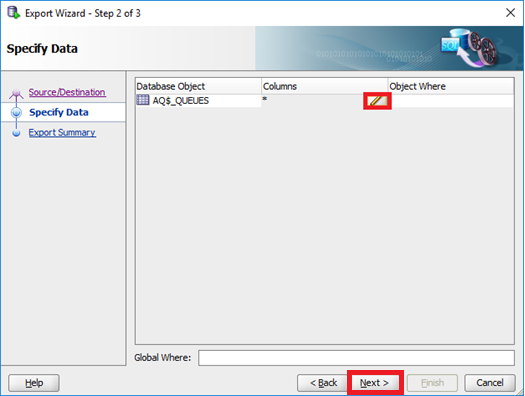 Export Wizard - Step 2 of 3
Specify Data
Source/Destination
Specify Data
Export Summary
Database Object Columns Object Where
AQ$_QUEUES *
Global Where:
Help < Back Next > Finish Cancel